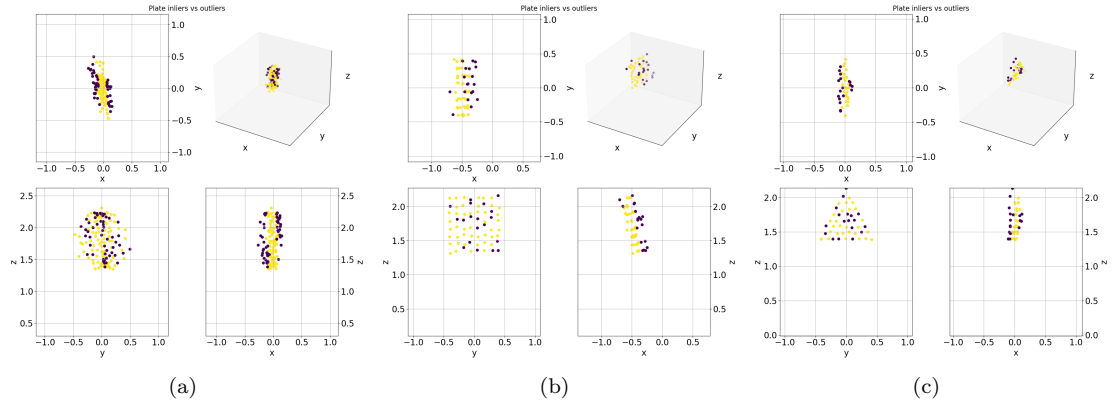 Plate inliers vs outliers Plate inliers vs outliers Plate inliers vs outliers
1.0 1.0 1.0
0.5 0.5 0.5
0.0 0.0 0.0
−0.5 −0.5 −0.5
−1.0 −1.0 −1.0
y z y z y z
x y x y x y
−1.0 −0.5 0.0 0.5 1.0 −1.0 −0.5 0.0 0.5 −1.0 −0.5 0.0 0.5 1.0
x x x
2.5 2.5
2.0 2.0 2.0 2.0 2.0 2.0
1.5 1.5 1.5 1.5 1.5 1.5
1.0 1.0 1.0 1.0 1.0 1.0
0.5 0.5 0.5 0.5 0.5 0.5
0.0 0.0
z z z z z z
−1.0 −0.5 0.0 0.5 1.0 −1.0 −0.5 0.0 0.5 1.0 −1.0 −0.5 0.0 0.5 1.0 −1.0 −0.5 0.0 0.5 −1.0 −0.5 0.0 0.5 1.0 −1.0 −0.5 0.0 0.5 1.0
y x y x y x
(a) (b) (c)